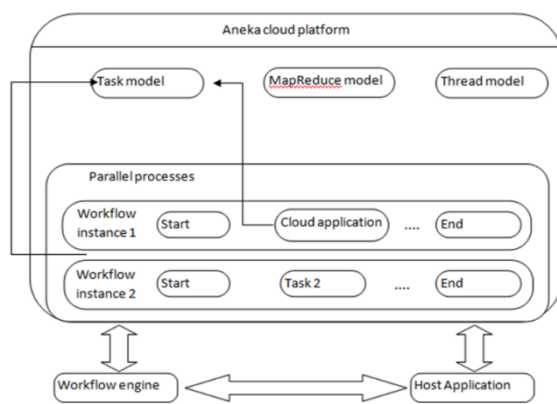 Aneka cloud platform
Task model
MapReduce model
Thread model
Parallel processes
Workflow
instance 1
Start
Cloud application
....
End
Workflow
instance 2
Start
Task 2
....
End
Workflow engine
Host Application